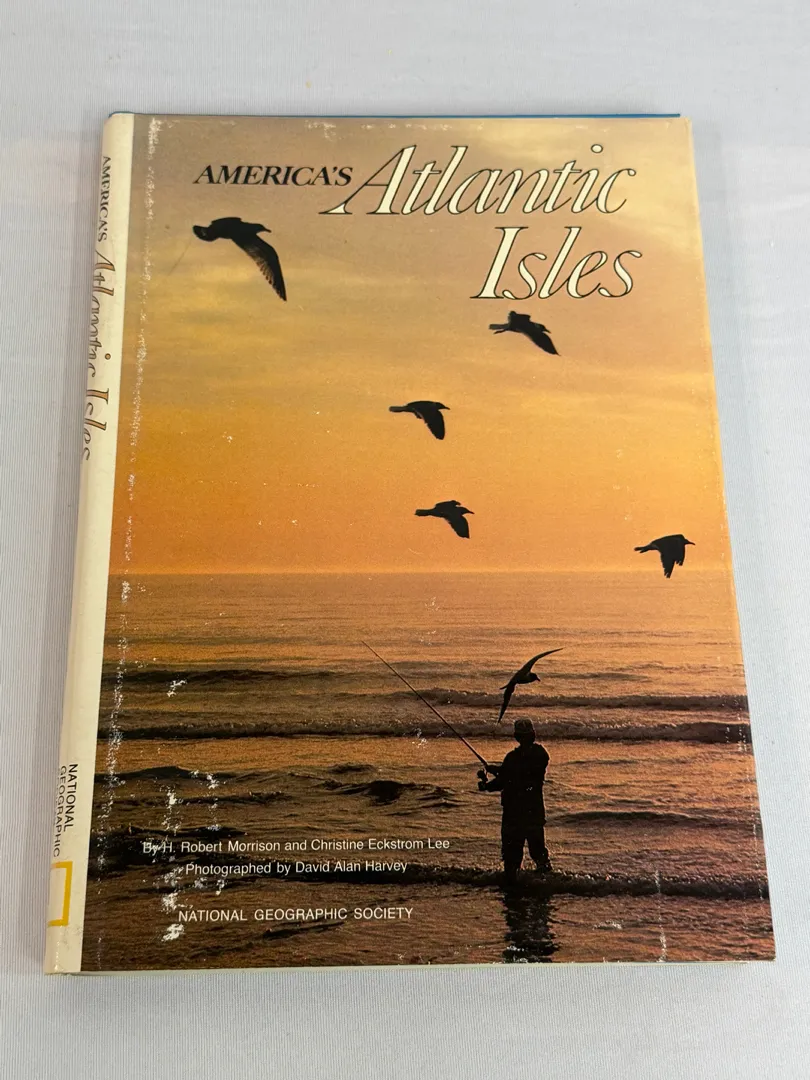 AMERICA'S Atlantic
Isles
By H. Robert Morrison and Christine Eckstrom Lee
Photographed by David Alan Harvey
NATIONAL GEOGRAPHIC SOCIETY
AMERICA'S Atlantic Isles
NATIONAL
GEOGRAPHIC